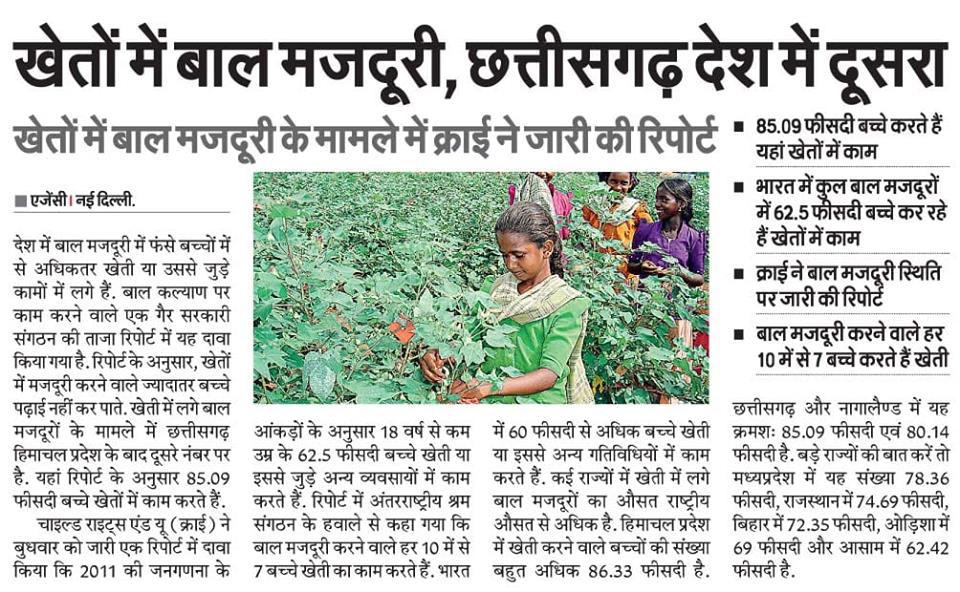 खेतों में बाल मजदूरी, छत्तीसगढ़ देश में दूसरा
खेतों में बाल मजदूरी के मामले में क्राई ने जारी की रिपोर्ट
■ एजेंसी। नई दिल्ली.
देश में बाल मजदूरी में फंसे बच्चों में
से अधिकतर खेती या उससे जुड़े
कामों में लगे हैं. बाल कल्याण पर
काम करने वाले एक गैर सरकारी
संगठन की ताजा रिपोर्ट में यह दावा
किया गया है. रिपोर्ट के अनुसार, खेतों
में मजदूरी करने वाले ज्यादातर बच्चे
पढ़ाई नहीं कर पाते. खेती में लगे बाल
मजदूरों के मामले में छत्तीसगढ़
हिमाचल प्रदेश के बाद दूसरे नंबर पर
है. यहां रिपोर्ट के अनुसार 85.09
फीसदी बच्चे खेतों में काम करते हैं.
चाइल्ड राइट्स एंड यू (क्राई) ने
बुधवार को जारी एक रिपोर्ट में दावा
किया कि 2011 की जनगणना के
आंकड़ों के अनुसार 18 वर्ष से कम
उम्र के 62.5 फीसदी बच्चे खेती या
इससे जुड़े अन्य व्यवसायों में काम
करते हैं. रिपोर्ट में अंतरराष्ट्रीय श्रम
संगठन के हवाले से कहा गया कि
बाल मजदूरी करने वाले हर 10 में से
7 बच्चे खेती का काम करते हैं. भारत
में 60 फीसदी से अधिक बच्चे खेती
या इससे अन्य गतिविधियों में काम
करते हैं. कई राज्यों में खेती में लगे
बाल मजदूरों का औसत राष्ट्रीय
औसत से अधिक है. हिमाचल प्रदेश
में खेती करने वाले बच्चों की संख्या
बहुत अधिक 86.33 फीसदी है.
■ 85.09 फीसदी बच्चे करते हैं
यहां खेतों में काम
■ भारत में कुल बाल मजदूरों
में 62.5 फीसदी बच्चे कर रहे
हैं खेतों में काम
■ क्राई ने बाल मजदूरी स्थिति
पर जारी की रिपोर्ट
■ बाल मजदूरी करने वाले हर
10 में से 7 बच्चे करते हैं खेती
छत्तीसगढ़ और नागालैण्ड में यह
क्रमशः 85.09 फीसदी एवं 80.14
फीसदी है. बड़े राज्यों की बात करें तो
मध्यप्रदेश में यह संख्या 78.36
फीसदी, राजस्थान में 74.69 फीसदी,
बिहार में 72.35 फीसदी, ओड़िशा में
69 फीसदी और आसाम में 62.42
फीसदी है.